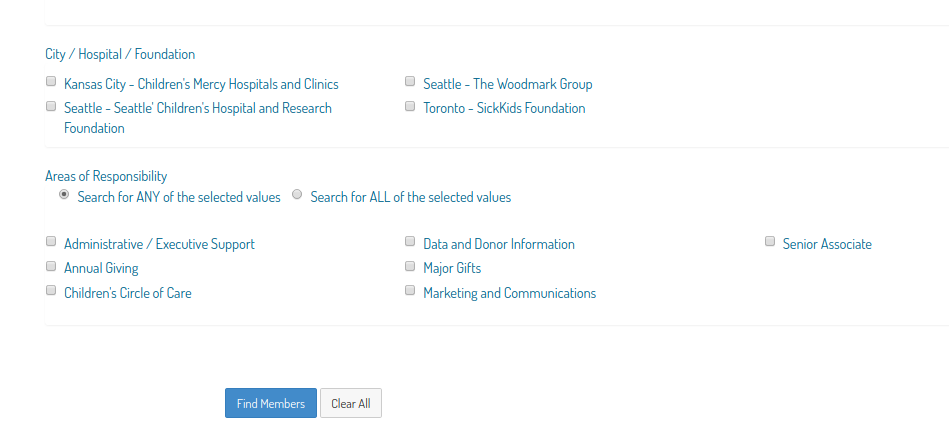 City / Hospital / Foundation
Kansas City - Children's Mercy Hospitals and Clinics
Seattle - The Woodmark Group
Seattle - Seattle' Children's Hospital and Research
Foundation
Toronto - SickKids Foundation
Areas of Responsibility
Search for ANY of the selected values Search for ALL of the selected values
Administrative / Executive Support
Data and Donor Information
Senior Associate
Annual Giving
Major Gifts
Children's Circle of Care
Marketing and Communications
Find Members
Clear All